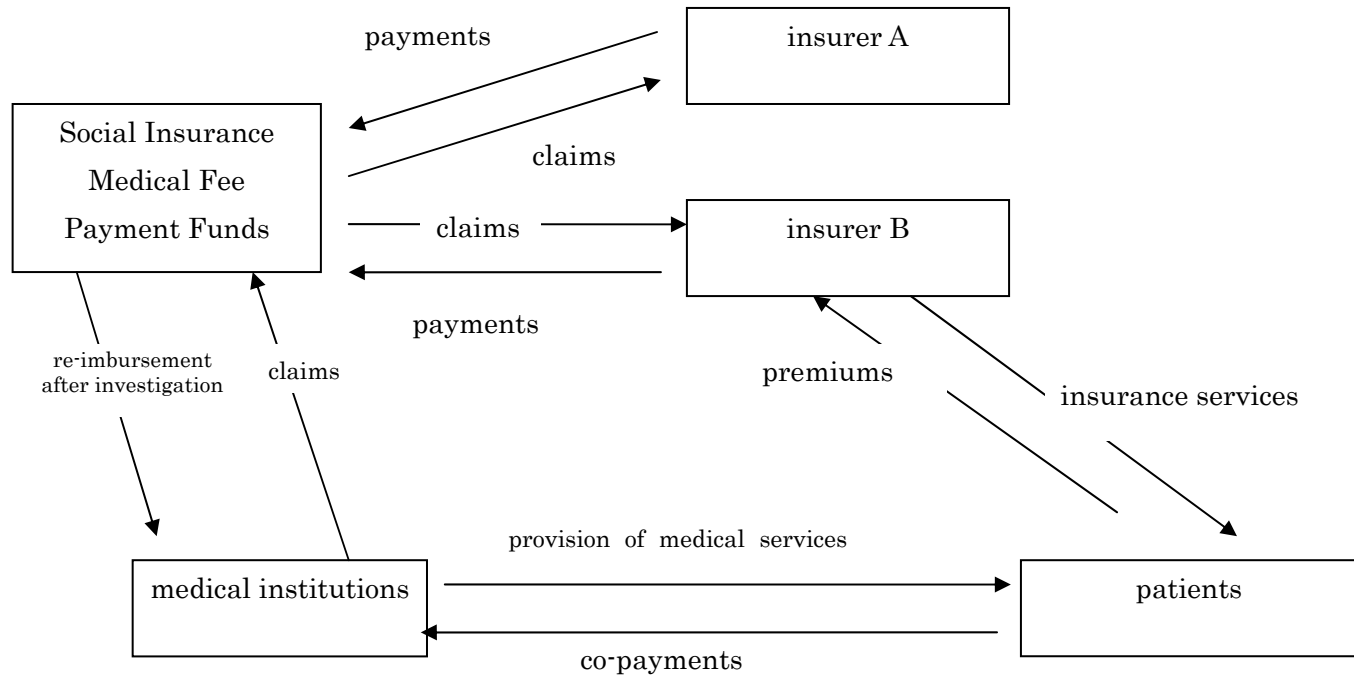 payments
insurer A
Social Insurance
Medical Fee
Payment Funds
claims
claims
insurer B
payments
re-imbursement
after investigation
claims
premiums
insurance services
provision of medical services
medical institutions
patients
co-payments